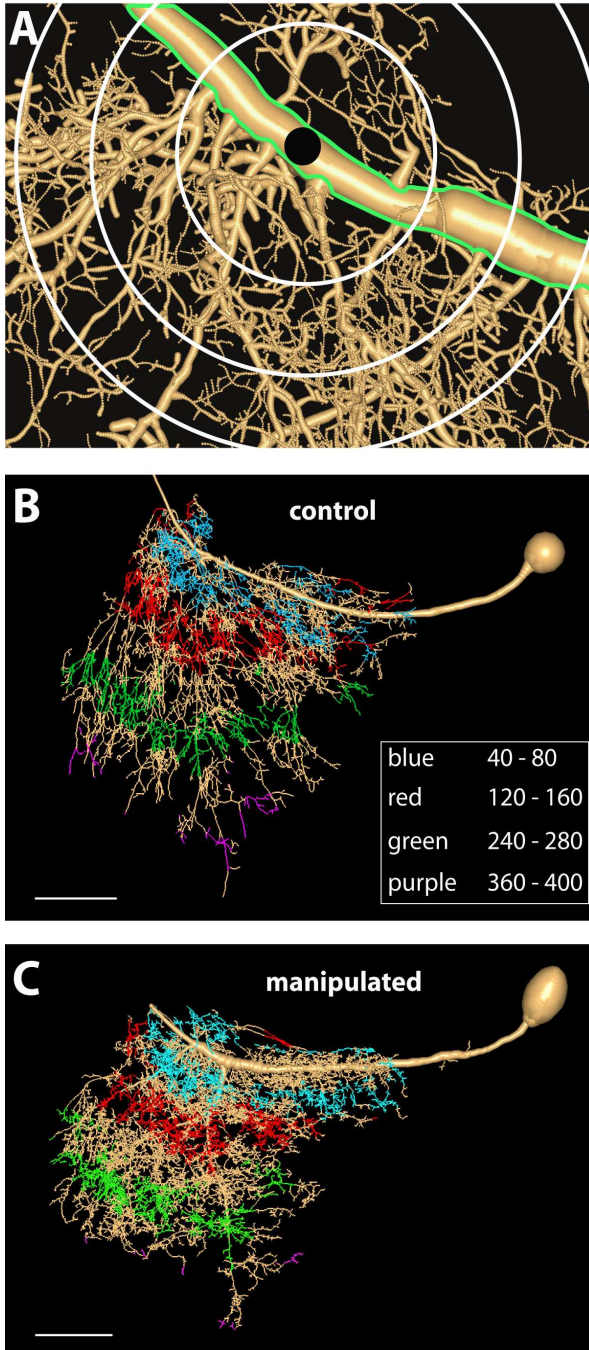 A
B
control
blue 40 - 80
red 120 - 160
green 240 - 280
purple 360 - 400
C
manipulated